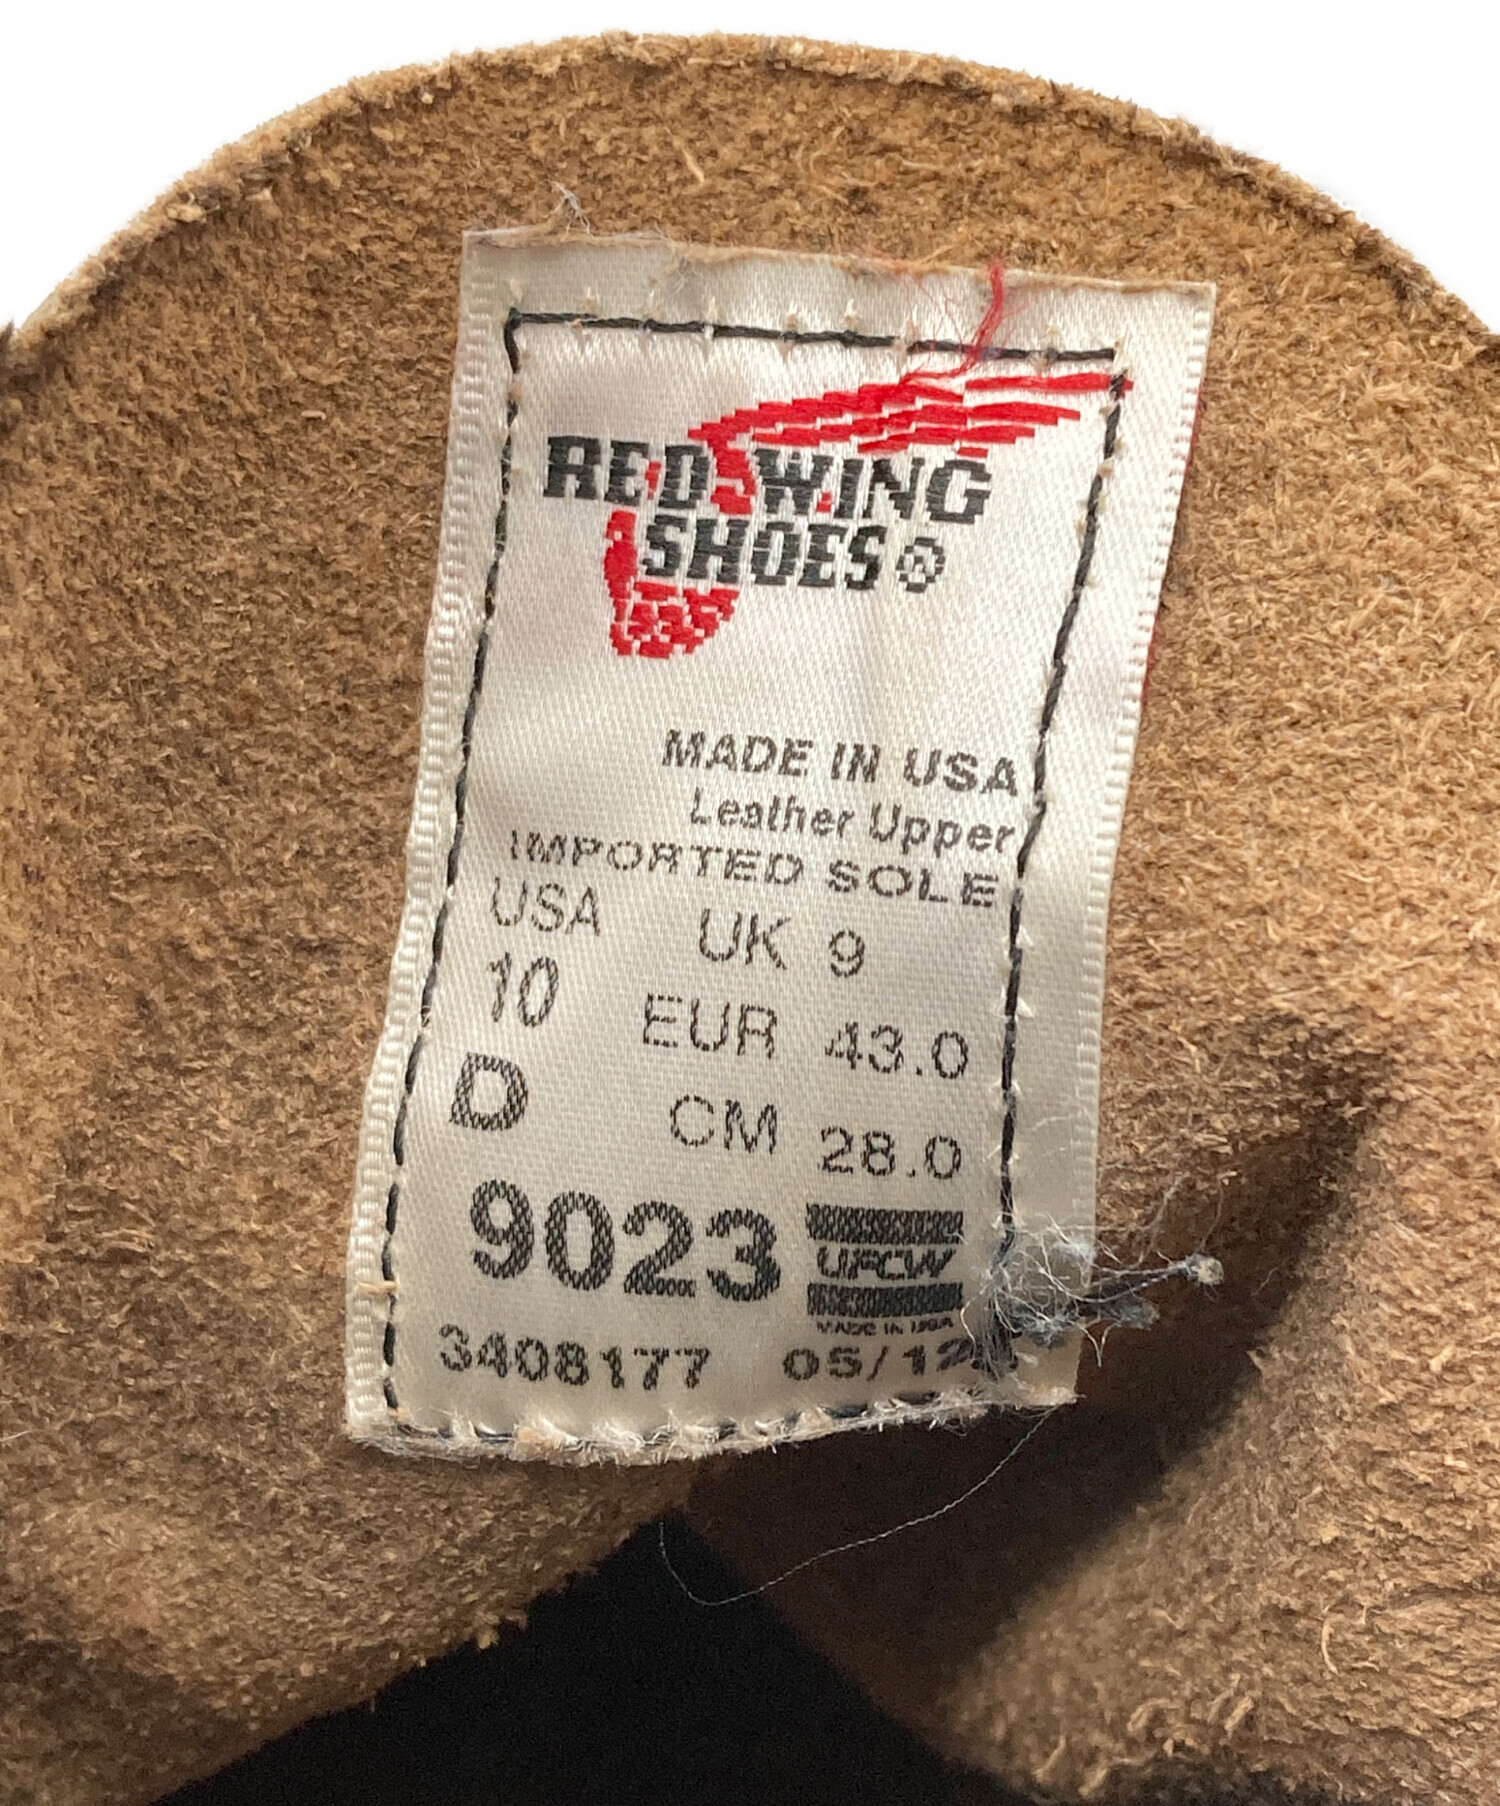 RED WING
SHOES®
MADE IN USA
Leather Upper
IMPORTED SOLE
USA UK 9
10 EUR 43.0
D CM 28.0
9023 UFCW
MADE IN USA
3408177 05/12